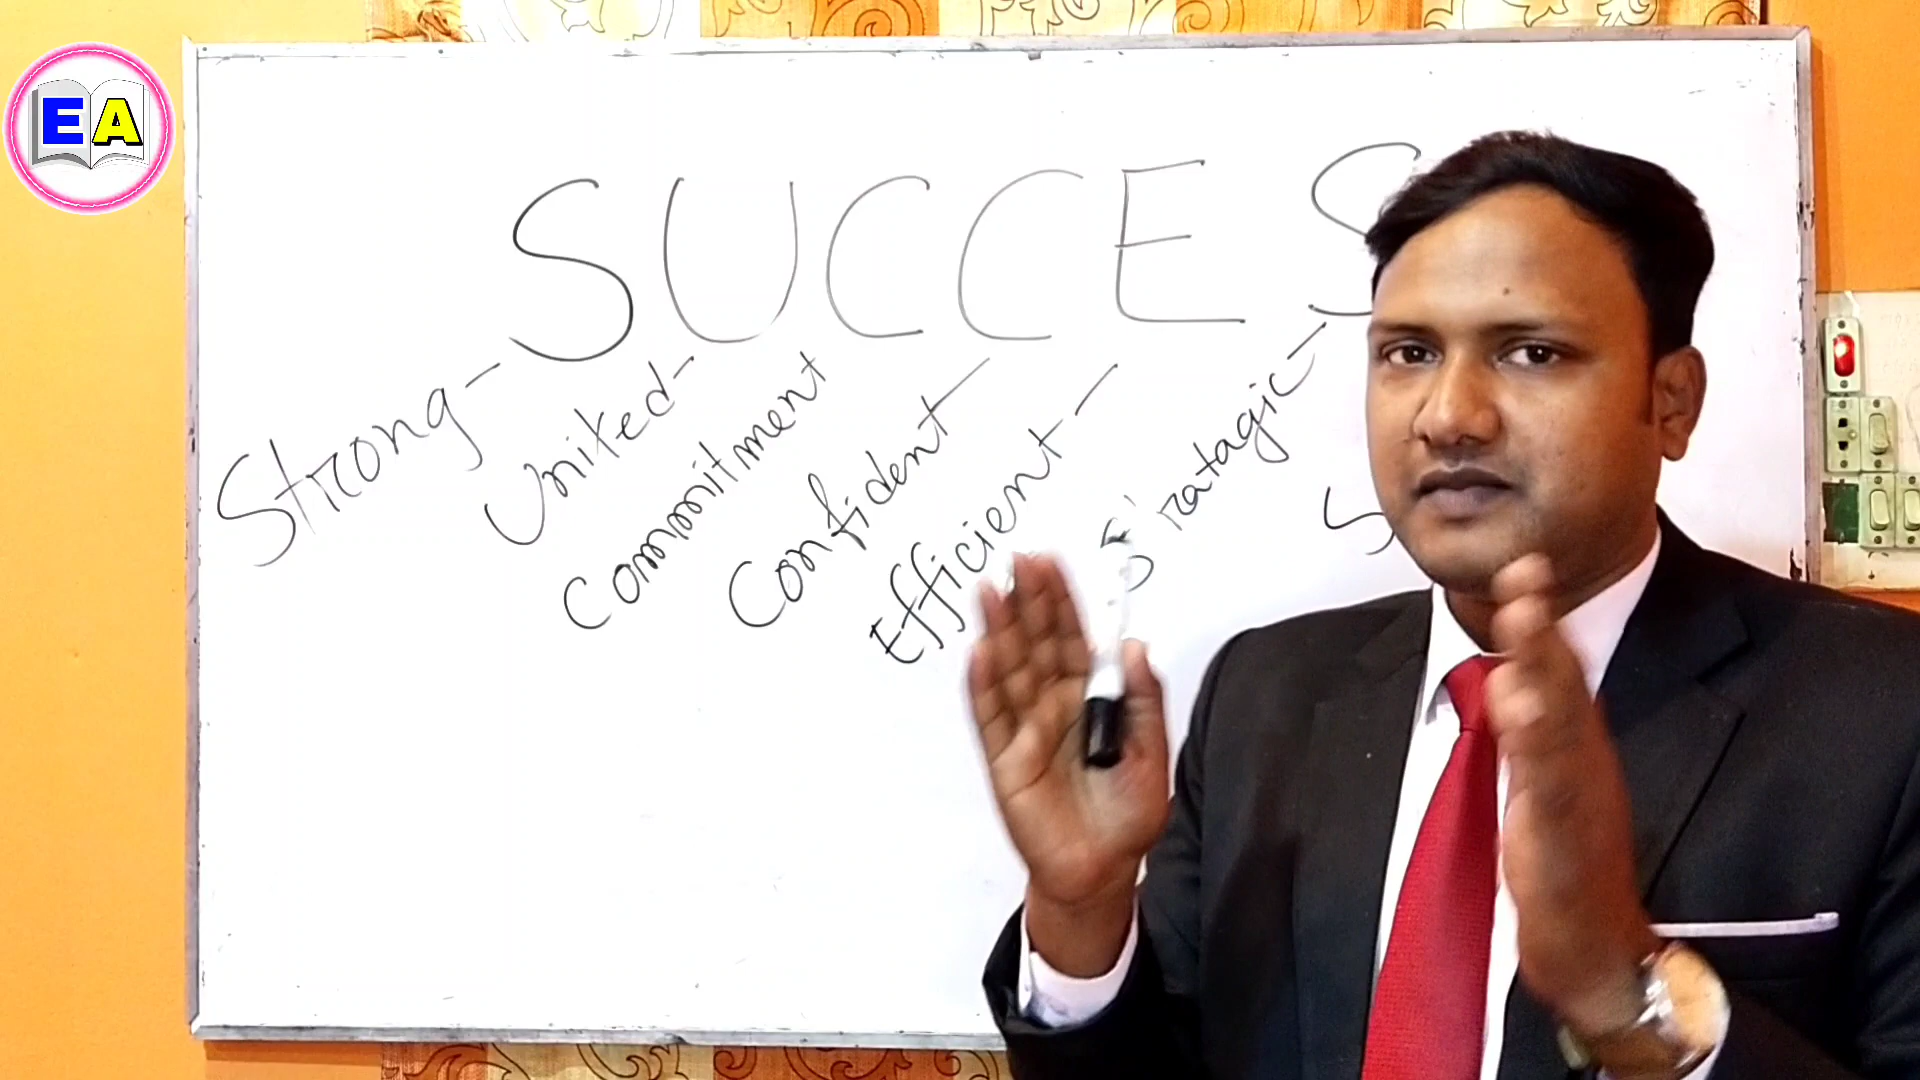 EA
SUCCES
Strong-
United-
Commitment
Confident-
Efficient-
Stratagic-
S